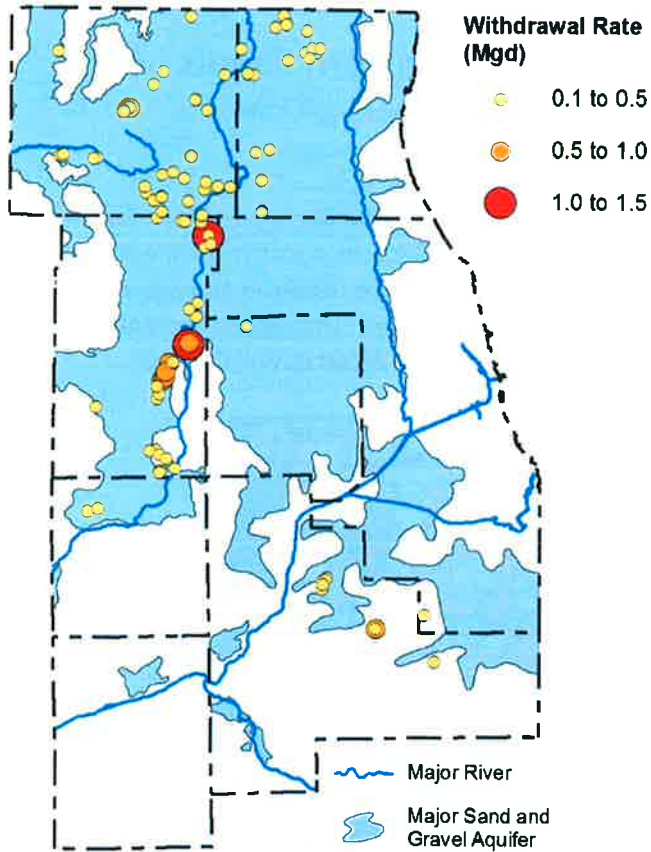 Withdrawal Rate
(Mgd)
0.1 to 0.5
0.5 to 1.0
1.0 to 1.5
Major River
Major Sand and
Gravel Aquifer